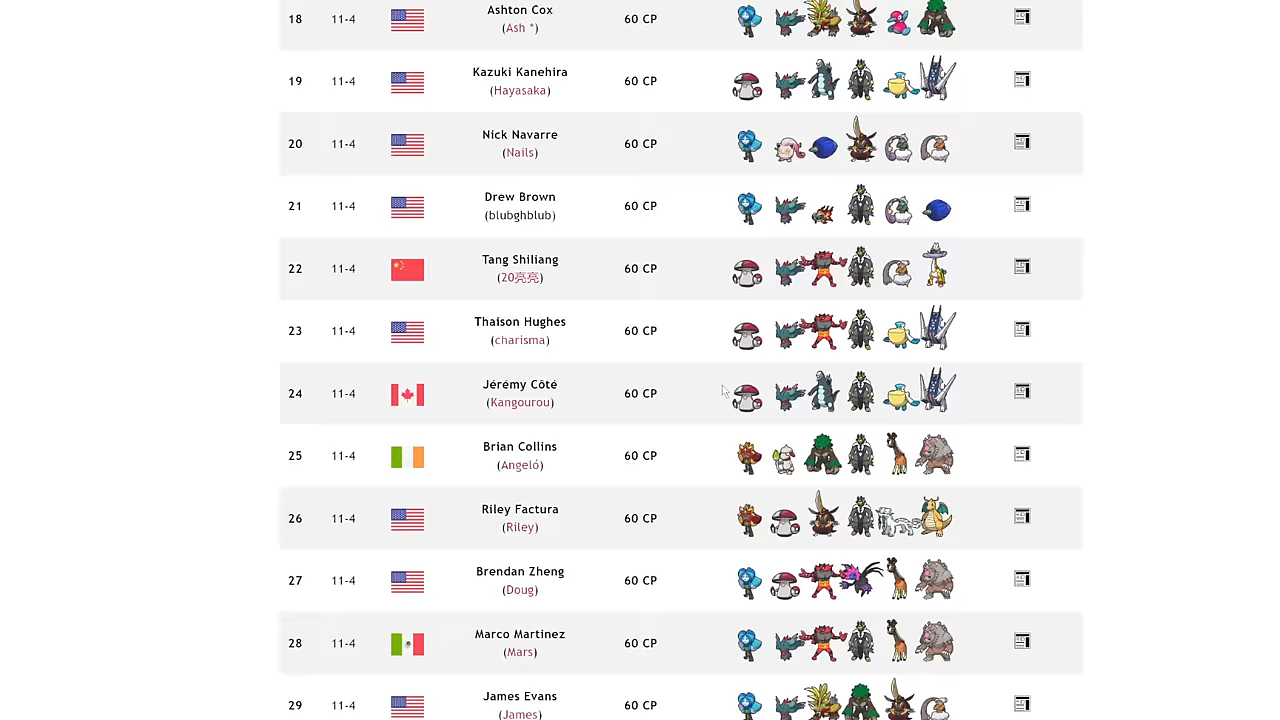 18 11-4 Ashton Cox 60 CP
(Ash *)
19 11-4 Kazuki Kanehira 60 CP
(Hayasaka)
20 11-4 Nick Navarre 60 CP
(Nails)
21 11-4 Drew Brown 60 CP
(blubghblub)
22 11-4 Tang Shiliang 60 CP
(20亮亮)
23 11-4 Thaison Hughes 60 CP
(charisma)
24 11-4 Jérémy Côté 60 CP
(Kangourou)
25 11-4 Brian Collins 60 CP
(Angeló)
26 11-4 Riley Factura 60 CP
(Riley)
27 11-4 Brendan Zheng 60 CP
(Doug)
28 11-4 Marco Martinez 60 CP
(Mars)
29 11-4 James Evans 60 CP
(James)